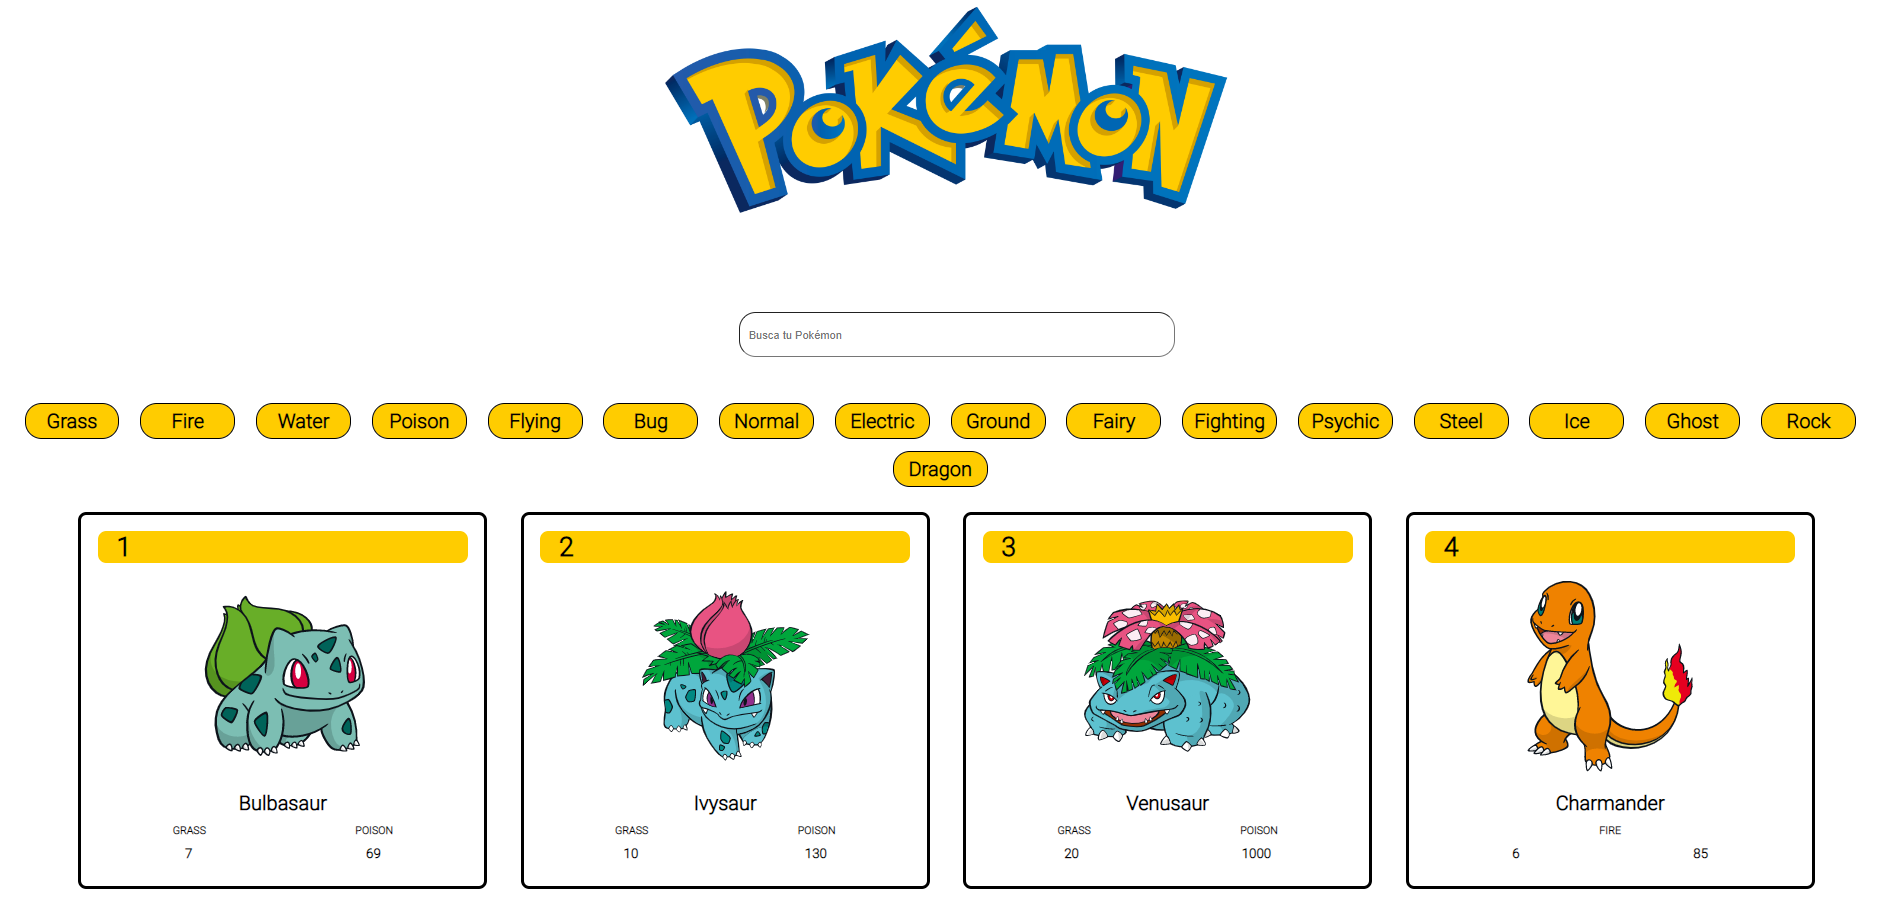 POKéMON
Busca tu Pokémon
Grass Fire Water Poison Flying Bug Normal Electric Ground Fairy Fighting Psychic Steel Ice Ghost Rock
Dragon
1
Bulbasaur
GRASS POISON
7 69
2
Ivysaur
GRASS POISON
10 130
3
Venusaur
GRASS POISON
20 1000
4
Charmander
FIRE
6 85